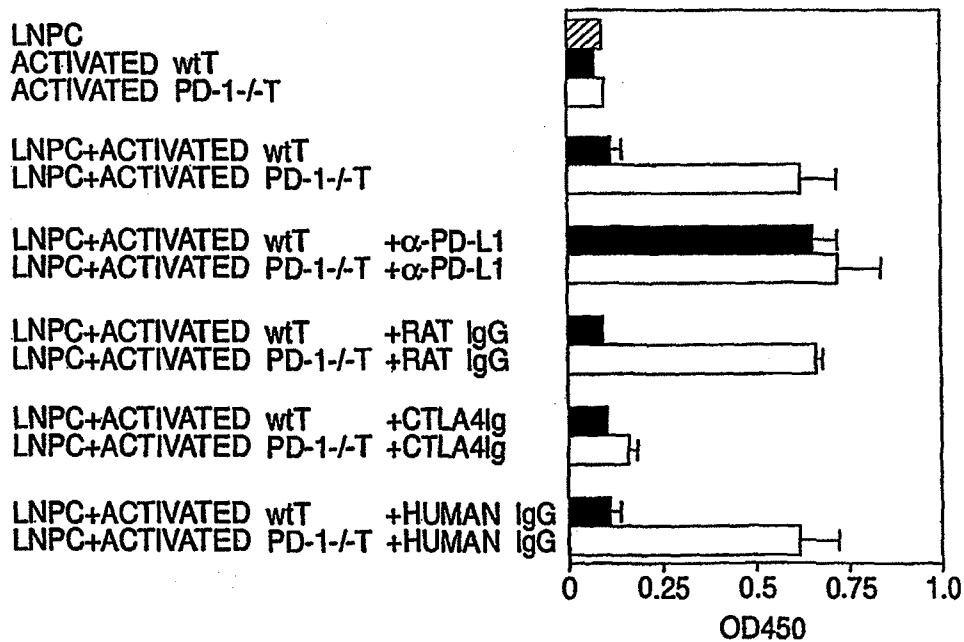 LNPC
ACTIVATED wtT
ACTIVATED PD-1-/-T
LNPC+ACTIVATED wtT
LNPC+ACTIVATED PD-1-/-T
LNPC+ACTIVATED wtT +α-PD-L1
LNPC+ACTIVATED PD-1-/-T +α-PD-L1
LNPC+ACTIVATED wtT +RAT IgG
LNPC+ACTIVATED PD-1-/-T +RAT IgG
LNPC+ACTIVATED wtT +CTLA4Ig
LNPC+ACTIVATED PD-1-/-T +CTLA4Ig
LNPC+ACTIVATED wtT +HUMAN IgG
LNPC+ACTIVATED PD-1-/-T +HUMAN IgG
0 0.25 0.5 0.75 1.0
OD450